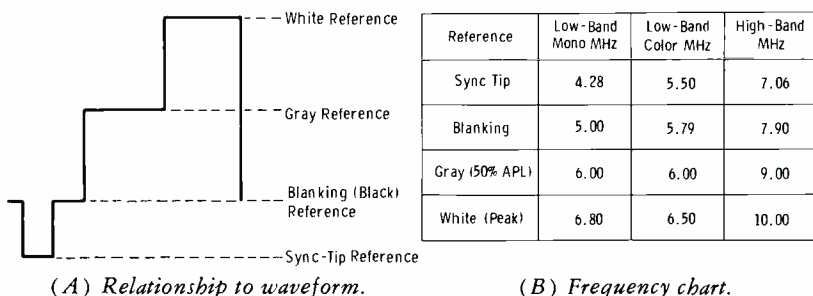 White Reference
Gray Reference
Blanking (Black)
Reference
Sync-Tip Reference
(A) Relationship to waveform.
Reference
Low-Band
Mono MHz
Low-Band
Color MHz
High-Band
MHz
Sync Tip
4.28
5.50
7.06
Blanking
5.00
5.79
7.90
Gray (50% APL)
6.00
6.00
9.00
White (Peak)
6.80
6.50
10.00
(B) Frequency chart.